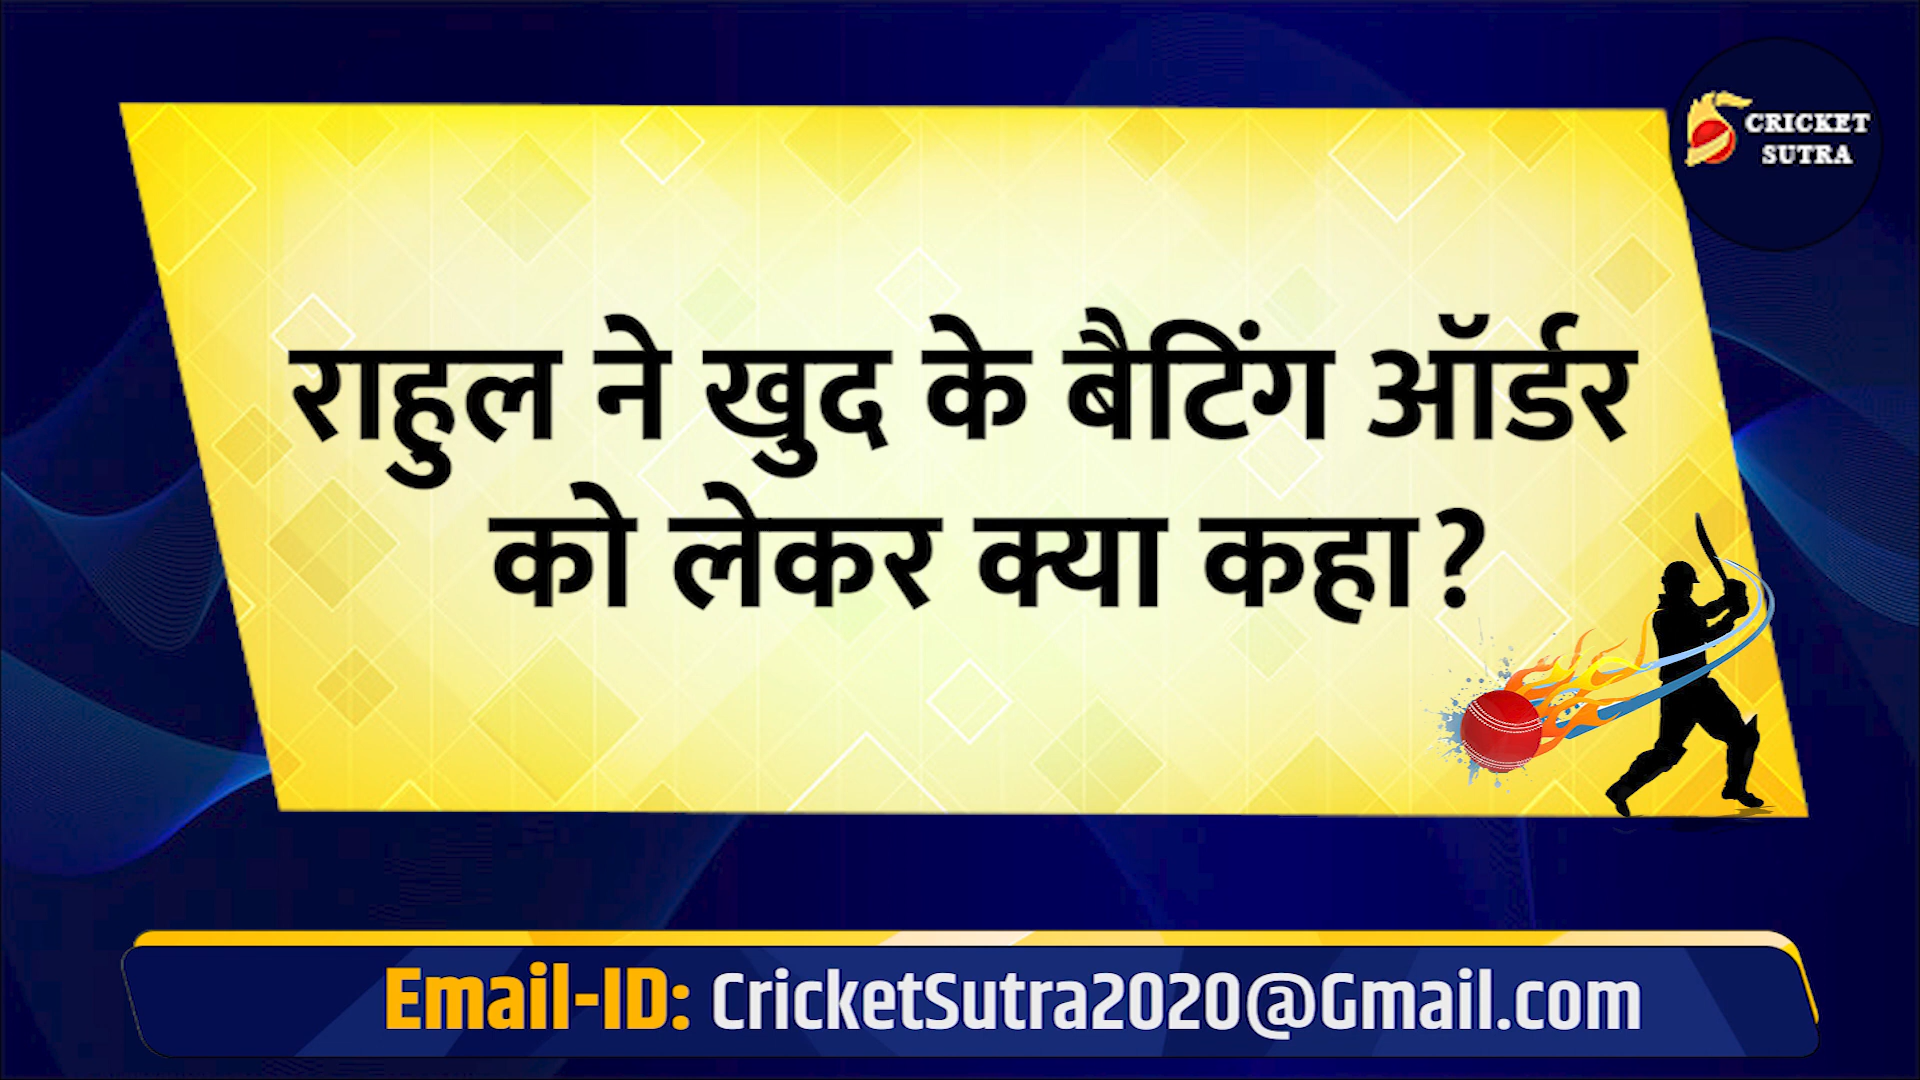 CRICKET
SUTRA
राहुल ने खुद के बैटिंग ऑर्डर
को लेकर क्या कहा?
Email-ID: CricketSutra2020@Gmail.com